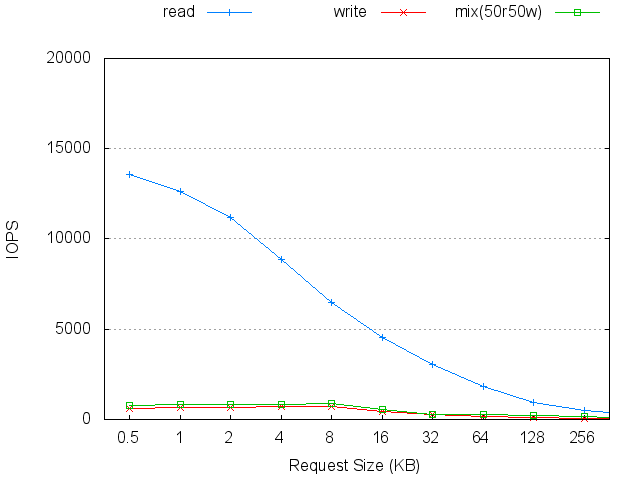 read write mix(50r50w)
20000
15000
10000
5000
0
IOPS
0.5 1 2 4 8 16 32 64 128 256
Request Size (KB)